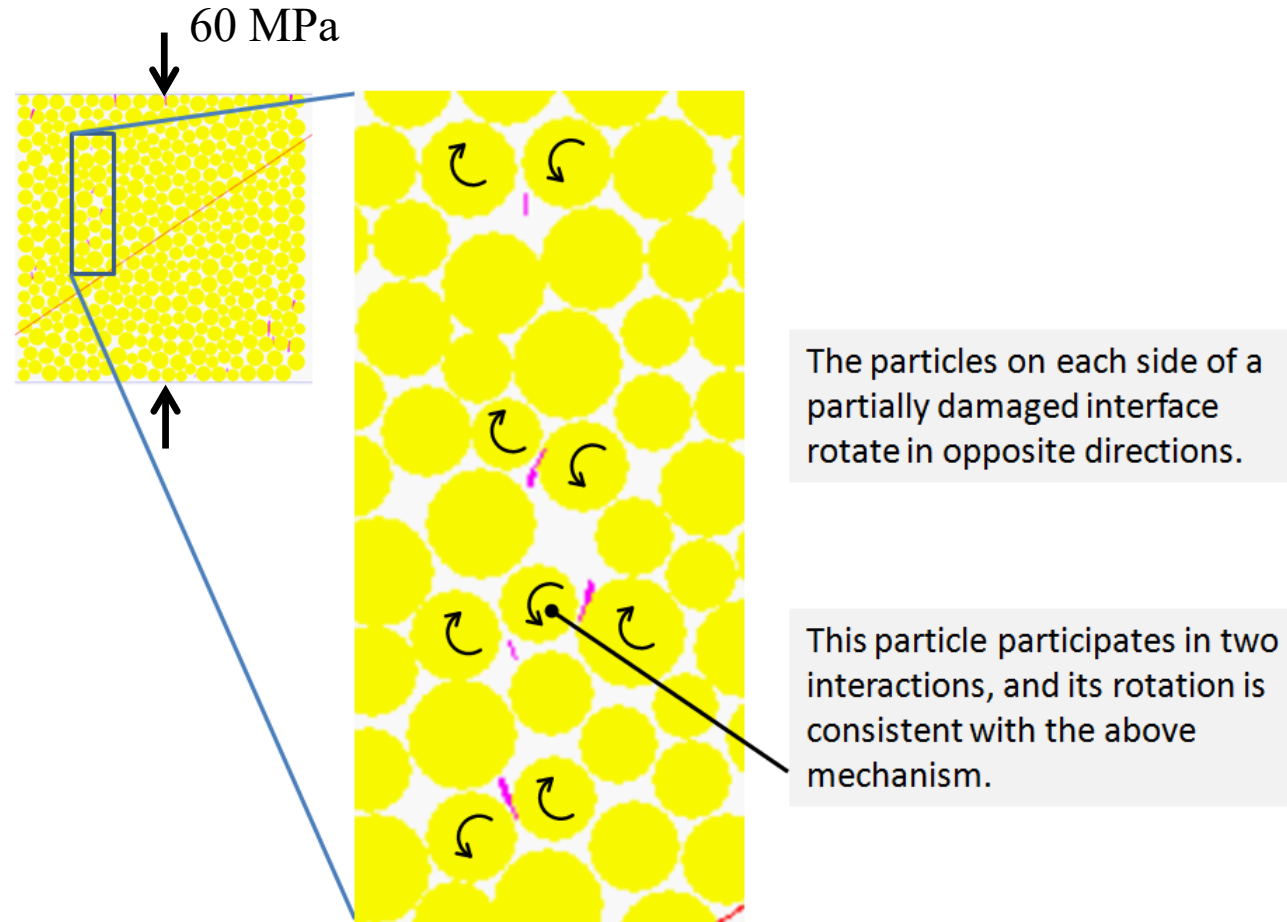 60 MPa
The particles on each side of a
partially damaged interface
rotate in opposite directions.
This particle participates in two
interactions, and its rotation is
consistent with the above
mechanism.